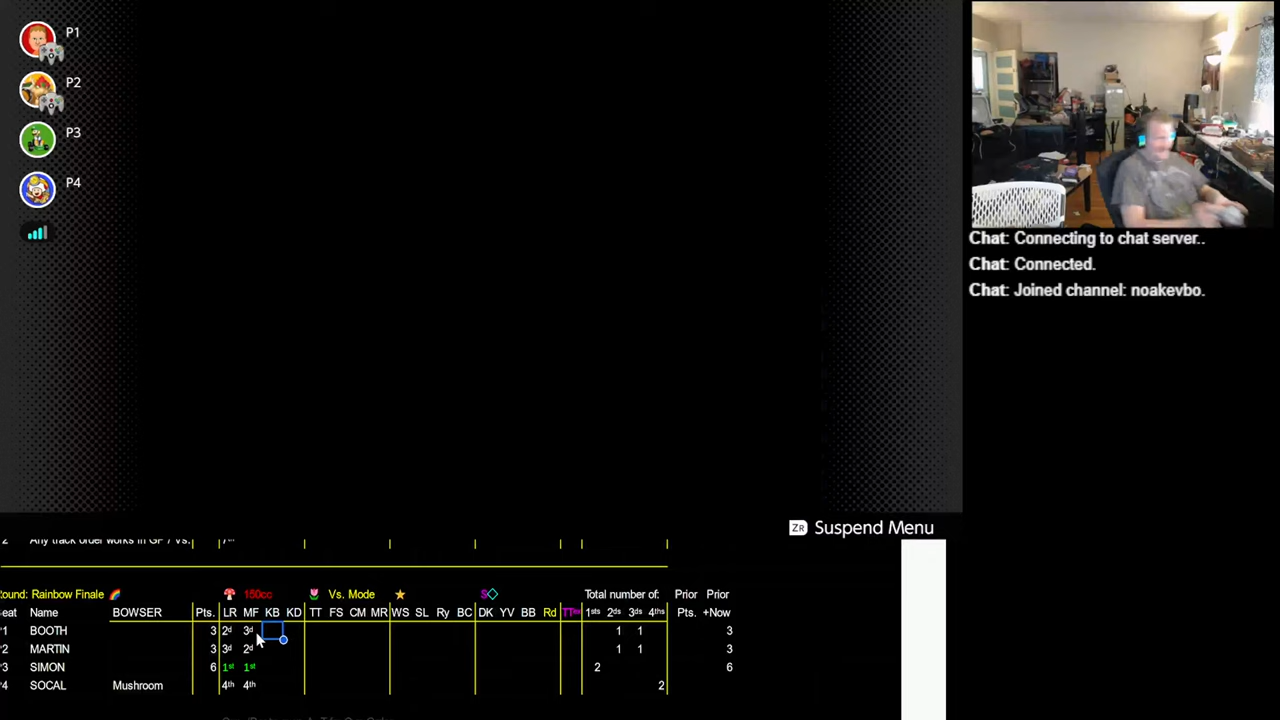 P1
P2
P3
P4
Chat: Connecting to chat server..
Chat: Connected.
Chat: Joined channel: noakevbo.
ZR Suspend Menu
2 Any track order works in GP / Vs. 7th
ound: Rainbow Finale 150cc Vs. Mode S Total number of: Prior Prior
eat Name BOWSER Pts. LR MF KB KD TT FS CM MR WS SL Ry BC DK YV BB Rd 1sts 2ds 3ds 4ths Pts. +Now
#1 BOOTH 3 2d 3d 1 1 3
#2 MARTIN 3 3d 2d 1 1 3
#3 SIMON 6 1st 1st 2 6
#4 SOCAL Mushroom 4th 4th 2